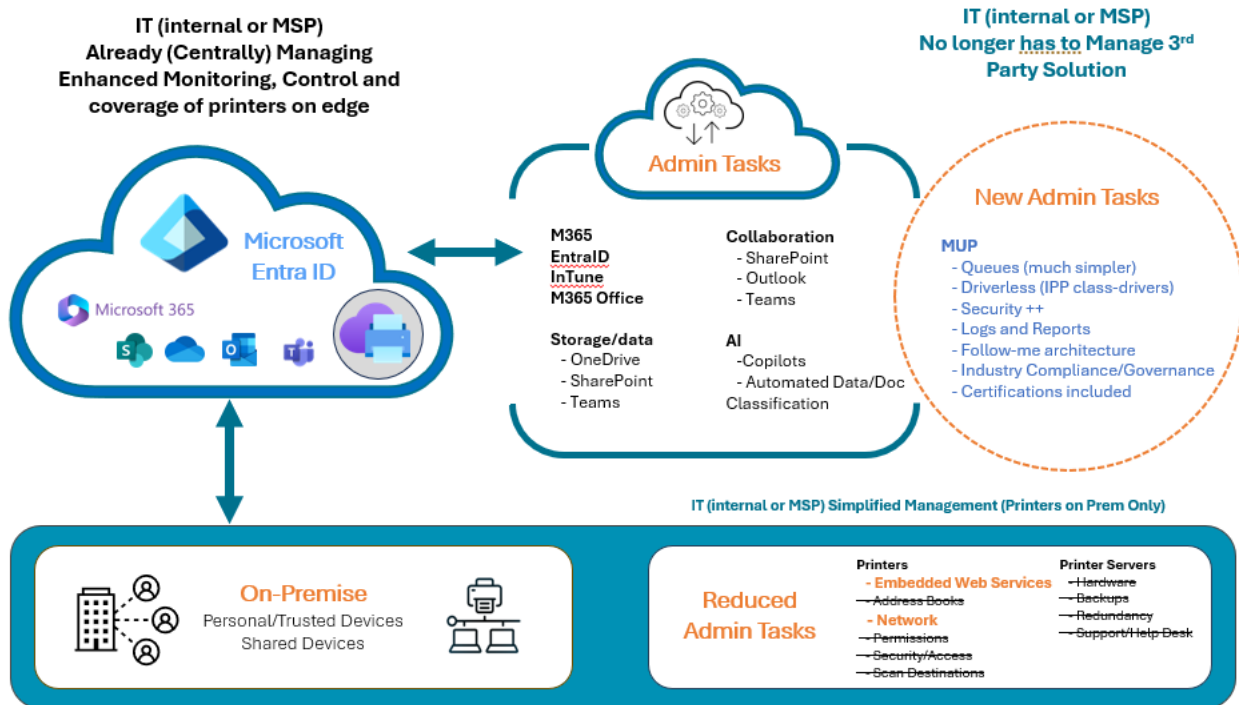 IT (internal or MSP)
Already (Centrally) Managing
Enhanced Monitoring, Control and
coverage of printers on edge
IT (internal or MSP)
No longer has to Manage 3rd
Party Solution
Microsoft
Entra ID
Microsoft 365
Admin Tasks
M365
EntraID
InTune
M365 Office
Storage/data
- OneDrive
- SharePoint
- Teams
Collaboration
- SharePoint
- Outlook
- Teams
AI
-Copilots
- Automated Data/Doc
Classification
New Admin Tasks
MUP
- Queues (much simpler)
- Driverless (IPP class-drivers)
- Security ++
- Logs and Reports
- Follow-me architecture
- Industry Compliance/Governance
- Certifications included
IT (internal or MSP) Simplified Management (Printers on Prem Only)
On-Premise
Personal/Trusted Devices
Shared Devices
Reduced
Admin Tasks
Printers
- Embedded Web Services
- Address Books
- Network
- Permissions
- Security/Access
- Scan Destinations
Printer Servers
- Hardware
- Backups
- Redundancy
- Support/Help Desk